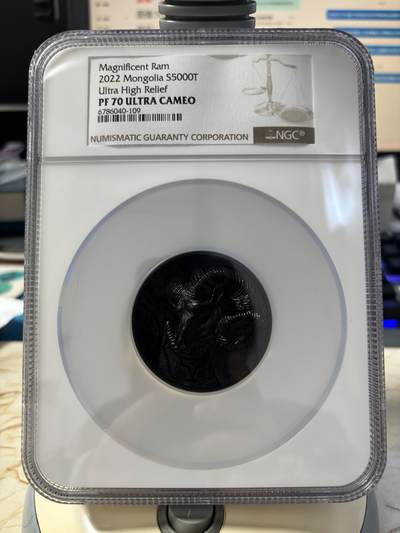 Magnificent Ram
2022 Mongolia S5000T
Ultra High Relief
PF 70 ULTRA CAMEO
6786040-109
NUMISMATIC GUARANTY CORPORATION
NGC®